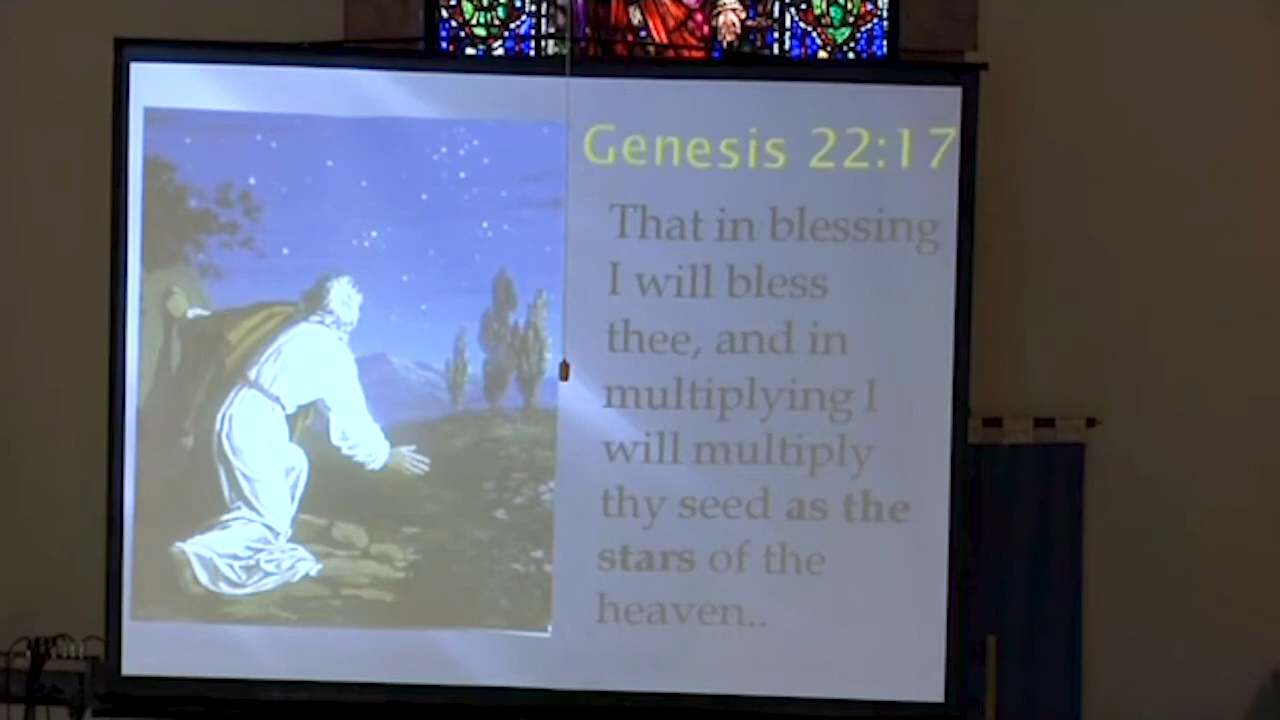 Genesis 22:17
That in blessing
I will bless
thee, and in
multiplying I
will multiply
thy seed as the
stars of the
heaven..